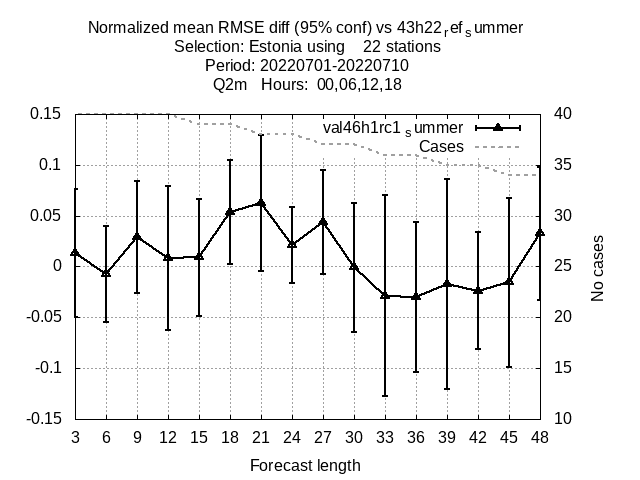 Normalized mean RMSE diff (95% conf) vs 43h22refsummer
Selection: Estonia using 22 stations
Period: 20220701-20220710
Q2m Hours: 00,06,12,18
0.15
0.1
0.05
0
-0.05
-0.1
-0.15
40
35
30
25
20
15
10
val46h1rc1summer
Cases
No cases
3 6 9 12 15 18 21 24 27 30 33 36 39 42 45 48
Forecast length